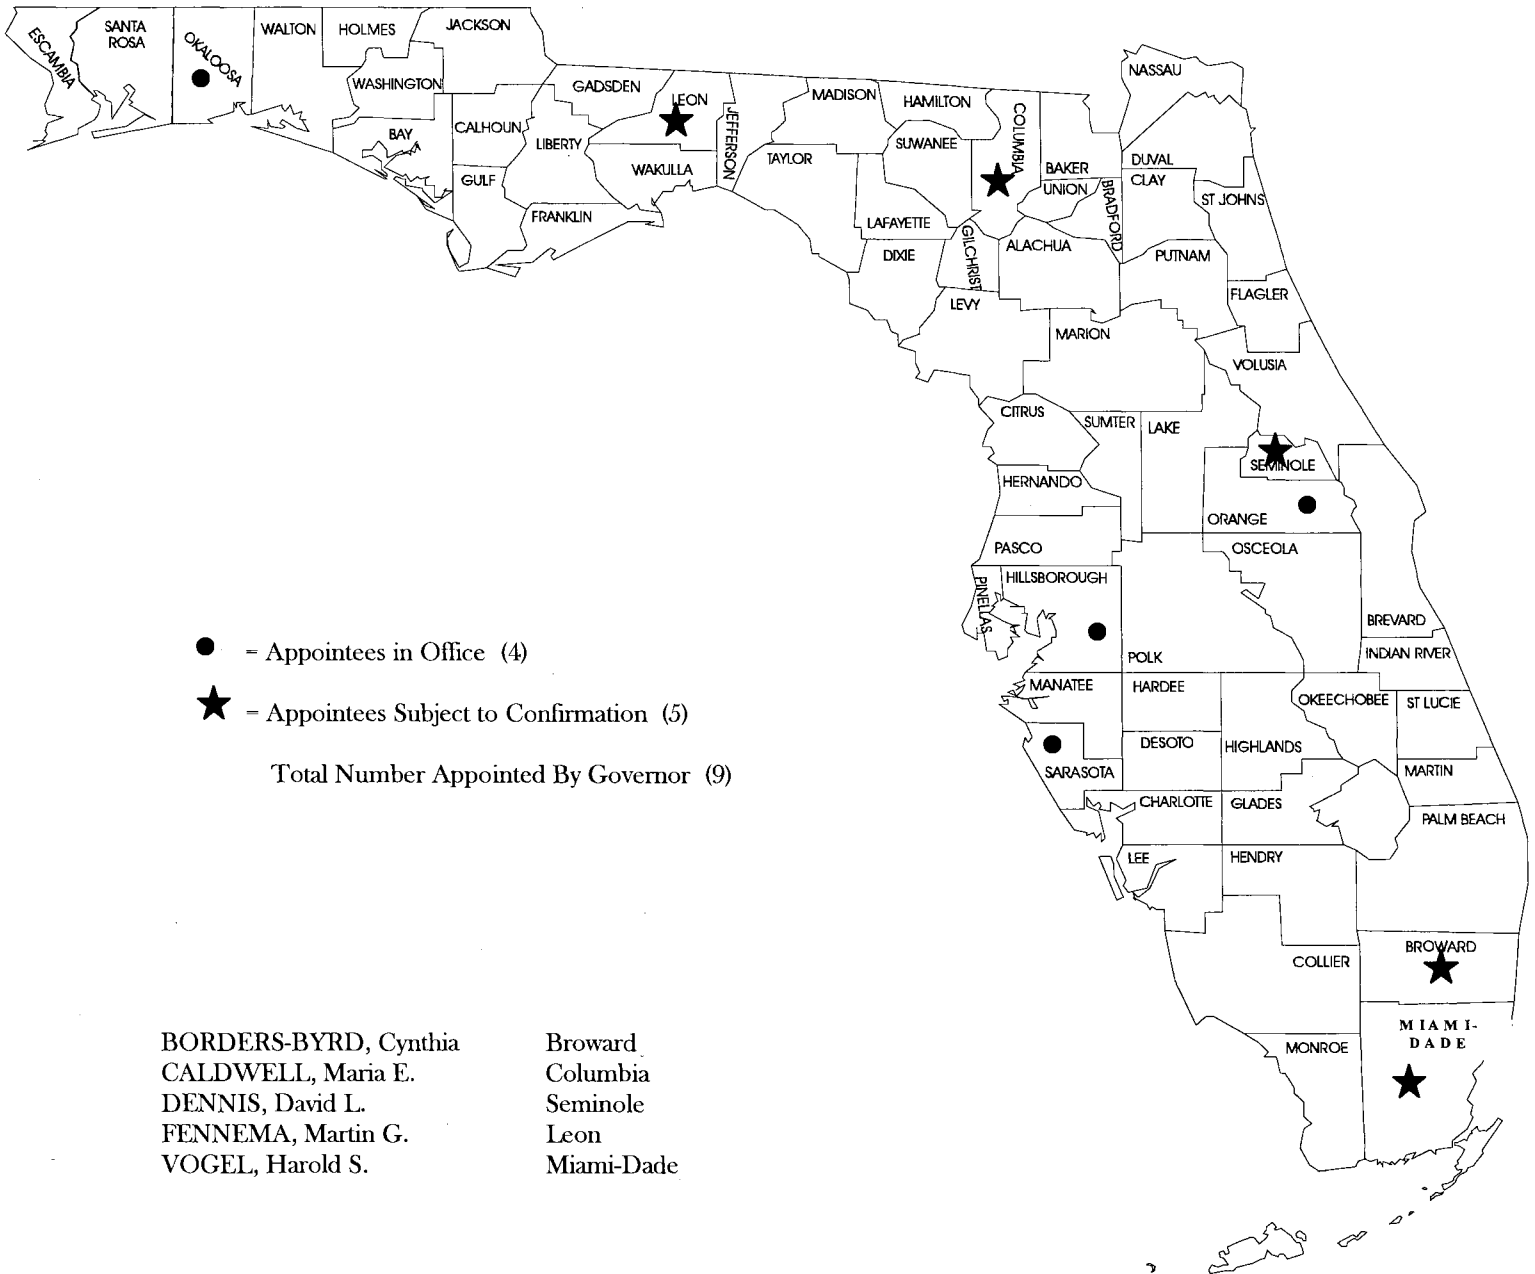 ESCAMBIA
SANTA
ROSA
OKALOOSA
WALTON
HOLMES
JACKSON
WASHINGTON
BAY
CALHOUN
GULF
GADSDEN
LIBERTY
FRANKLIN
LEON
WAKULLA
JEFFERSON
MADISON
TAYLOR
HAMILTON
SUWANEE
LAFAYETTE
DIXIE
COLUMBIA
GILCHRIST
BAKER
UNION
BRADFORD
ALACHUA
LEVY
NASSAU
DUVAL
CLAY
ST JOHNS
PUTNAM
FLAGLER
MARION
VOLUSIA
CITRUS
SUMTER
LAKE
SEMINOLE
HERNANDO
ORANGE
PASCO
OSCEOLA
PINELLAS
HILLSBOROUGH
POLK
BREVARD
INDIAN RIVER
MANATEE
HARDEE
OKEECHOBEE
ST LUCIE
DESOTO
HIGHLANDS
SARASOTA
MARTIN
CHARLOTTE
GLADES
PALM BEACH
LEE
HENDRY
BROWARD
COLLIER
MIAMI-
DADE
MONROE
= Appointees in Office (4)
= Appointees Subject to Confirmation (5)
Total Number Appointed By Governor (9)
BORDERS-BYRD, Cynthia Broward
CALDWELL, Maria E. Columbia
DENNIS, David L. Seminole
FENNEMA, Martin G. Leon
VOGEL, Harold S. Miami-Dade